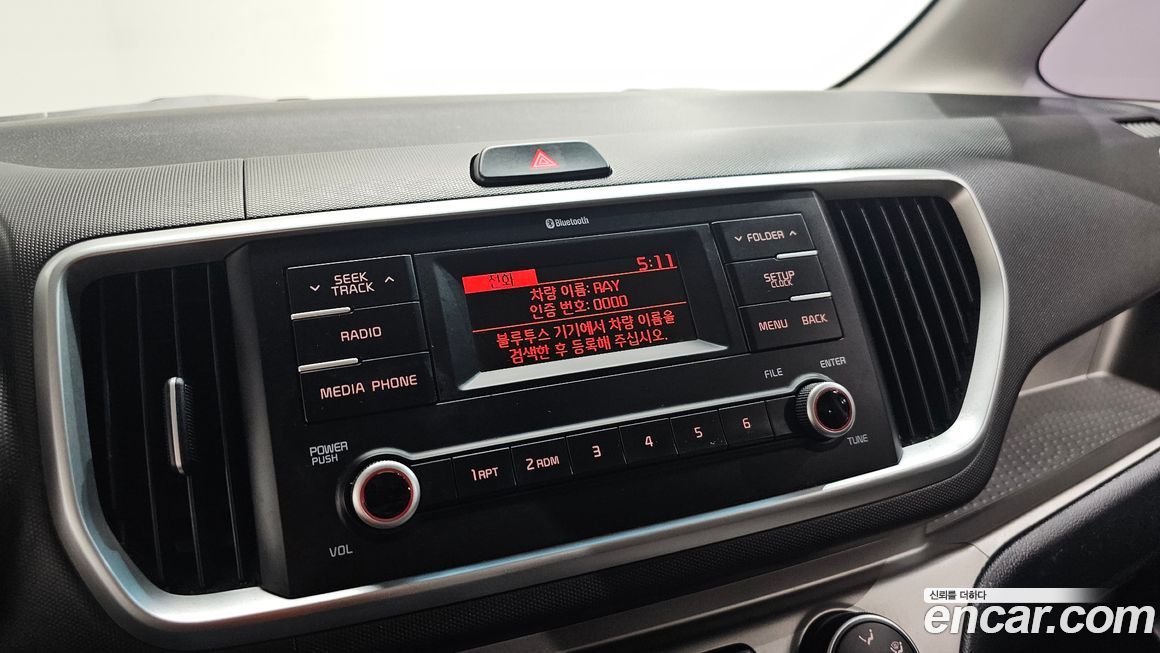 Bluetooth
SEEK
TRACK
RADIO
MEDIA PHONE
전화 5:11
차량 이름: RAY
인증 번호: 0000
블루투스 기기에서 차량 이름을
검색한 후 등록해 주십시오.
FOLDER
SETUP
CLOCK
MENU BACK
FILE
ENTER
POWER
PUSH
1 RPT 2 RDM 3 4 5 6
TUNE
VOL
신뢰를 더하다
encar.com